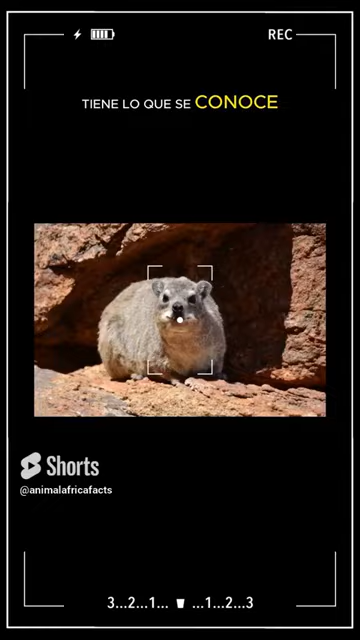 REC
TIENE LO QUE SE CONOCE
Shorts
@animalafricafacts
3...2...1... ...1...2...3